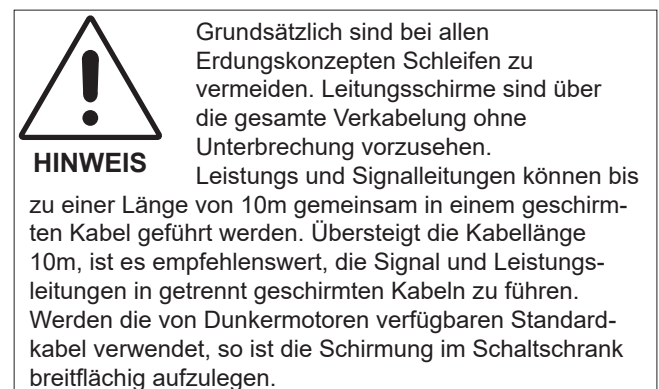 Grundsätzlich sind bei allen
Erdungskonzepten Schleifen zu
vermeiden. Leitungsschirme sind über
die gesamte Verkabelung ohne
Unterbrechung vorzusehen.
HINWEIS
Leistungs und Signalleitungen können bis
zu einer Länge von 10m gemeinsam in einem geschirm-
ten Kabel geführt werden. Übersteigt die Kabellänge
10m, ist es empfehlenswert, die Signal und Leistungs-
leitungen in getrennt geschirmten Kabeln zu führen.
Werden die von Dunkermotoren verfügbaren Standard-
kabel verwendet, so ist die Schirmung im Schaltschrank
breitflächig aufzulegen.